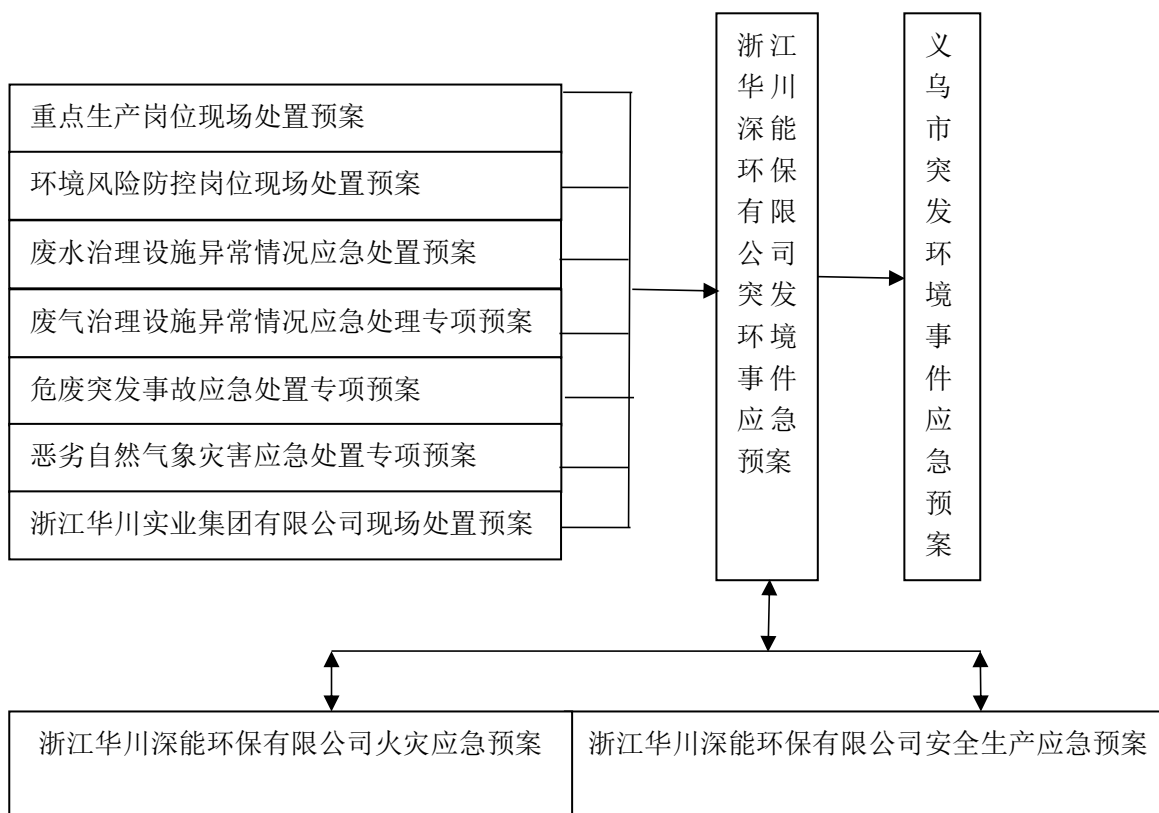 重点生产岗位现场处置预案
环境风险防控岗位现场处置预案
废水治理设施异常情况应急处置预案
废气治理设施异常情况应急处理专项预案
危废突发事故应急处置专项预案
恶劣自然气象灾害应急处置专项预案
浙江华川实业集团有限公司现场处置预案
浙江
华川
深能
环保
有限
公司
突发
环境
事件
应急
预案
义
乌
市
突
发
环
境
事
件
应
急
预
案
浙江华川深能环保有限公司火灾应急预案
浙江华川深能环保有限公司安全生产应急预案